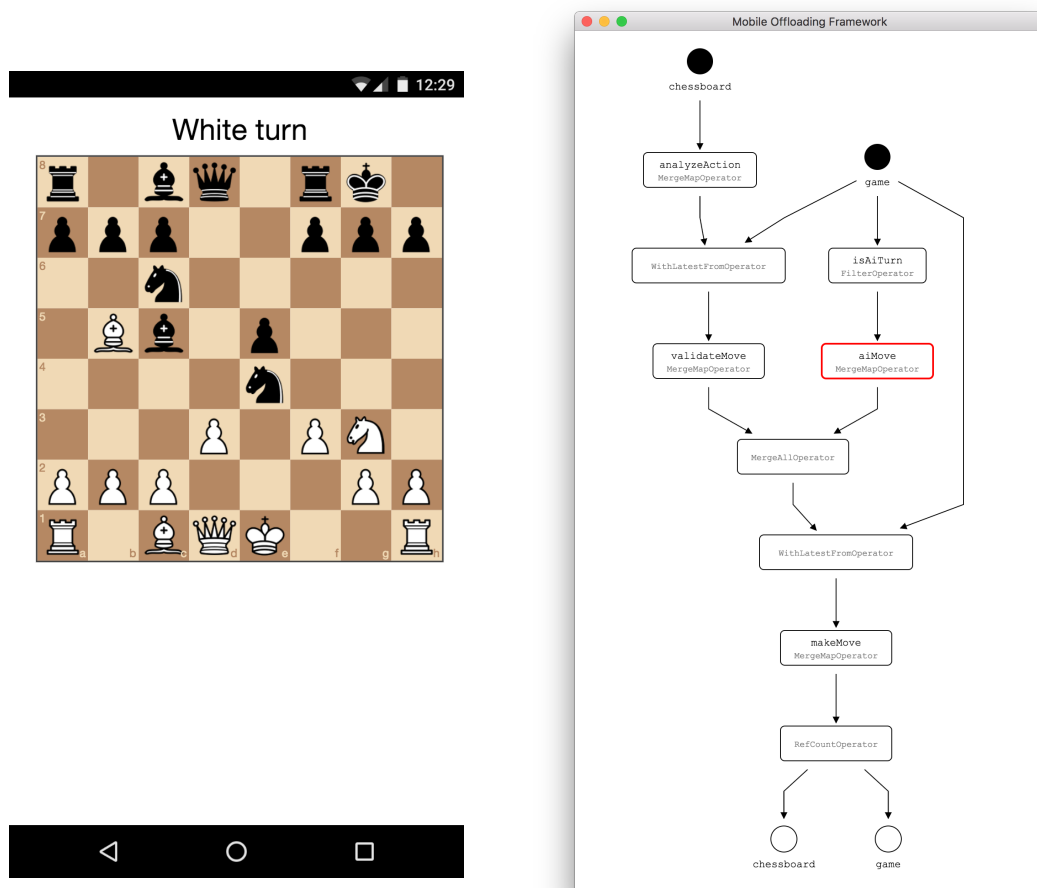 12:29
White turn
8
7
6
5
4
3
2
1
a
b
c
d
e
f
g
h
Mobile Offloading Framework
chessboard
analyzeAction
MergeMapOperator
game
WithLatestFromOperator
isAiTurn
FilterOperator
validateMove
MergeMapOperator
aiMove
MergeMapOperator
MergeAllOperator
WithLatestFromOperator
makeMove
MergeMapOperator
RefCountOperator
chessboard
game